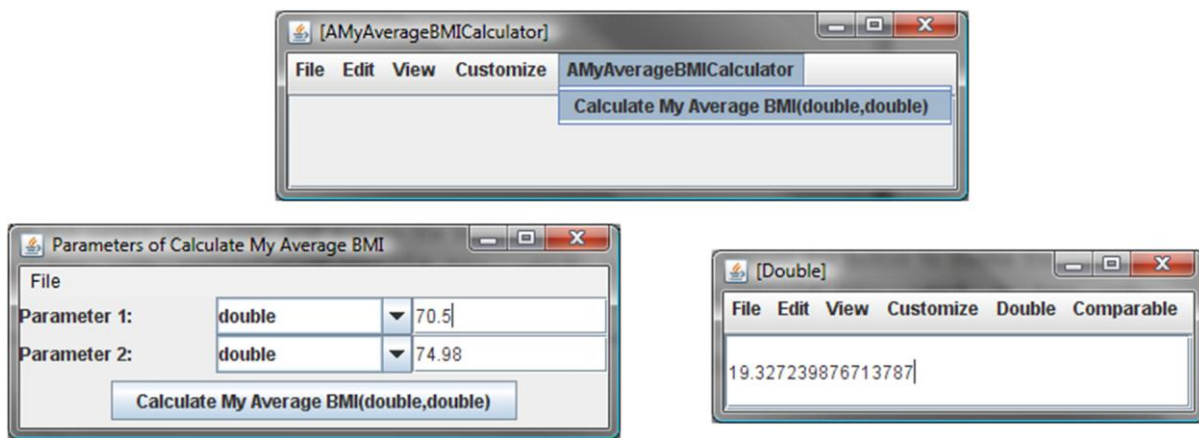 [AMyAverageBMICalculator]
File Edit View Customize AMyAverageBMICalculator
Calculate My Average BMI(double,double)
Parameters of Calculate My Average BMI
File
Parameter 1: double 70.5
Parameter 2: double 74.98
Calculate My Average BMI(double,double)
[Double]
File Edit View Customize Double Comparable
19.327239876713787